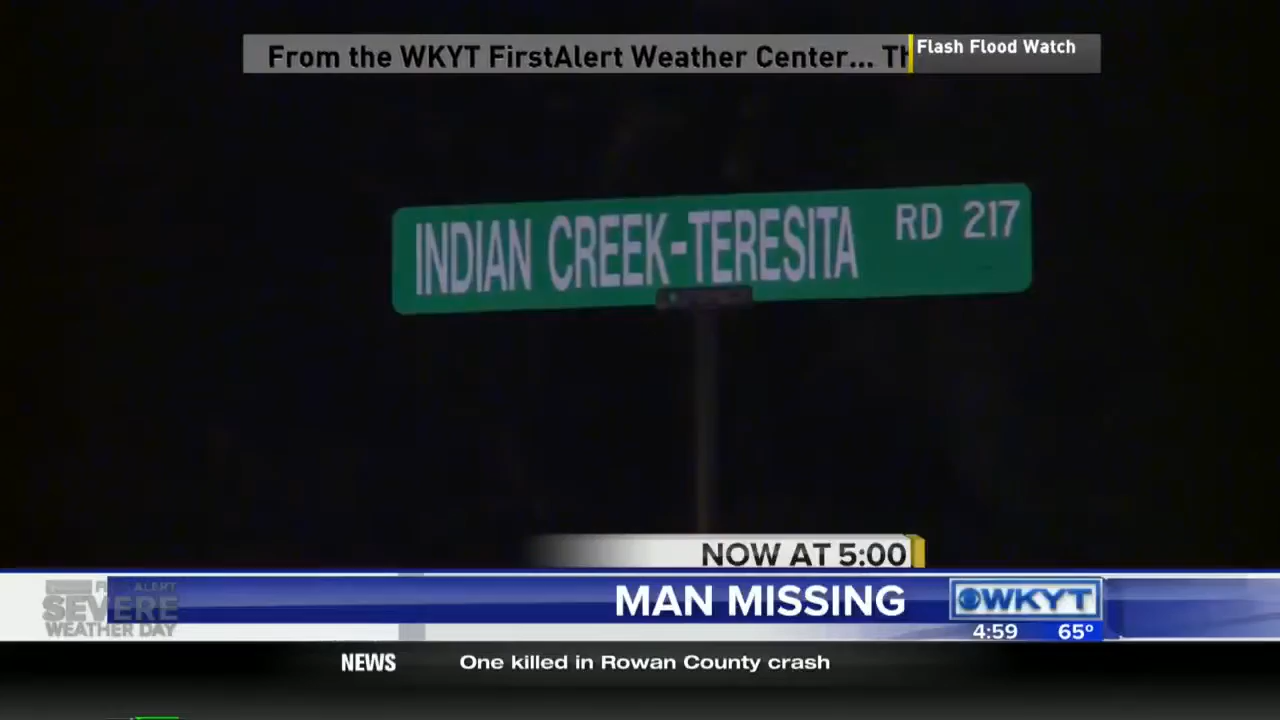 From the WKYT FirstAlert Weather Center...
Flash Flood Watch
INDIAN CREEK-TERESITA RD 217
NOW AT 5:00
MAN MISSING
WKYT
4:59 65°
SEVERE
WEATHER DAY
NEWS One killed in Rowan County crash